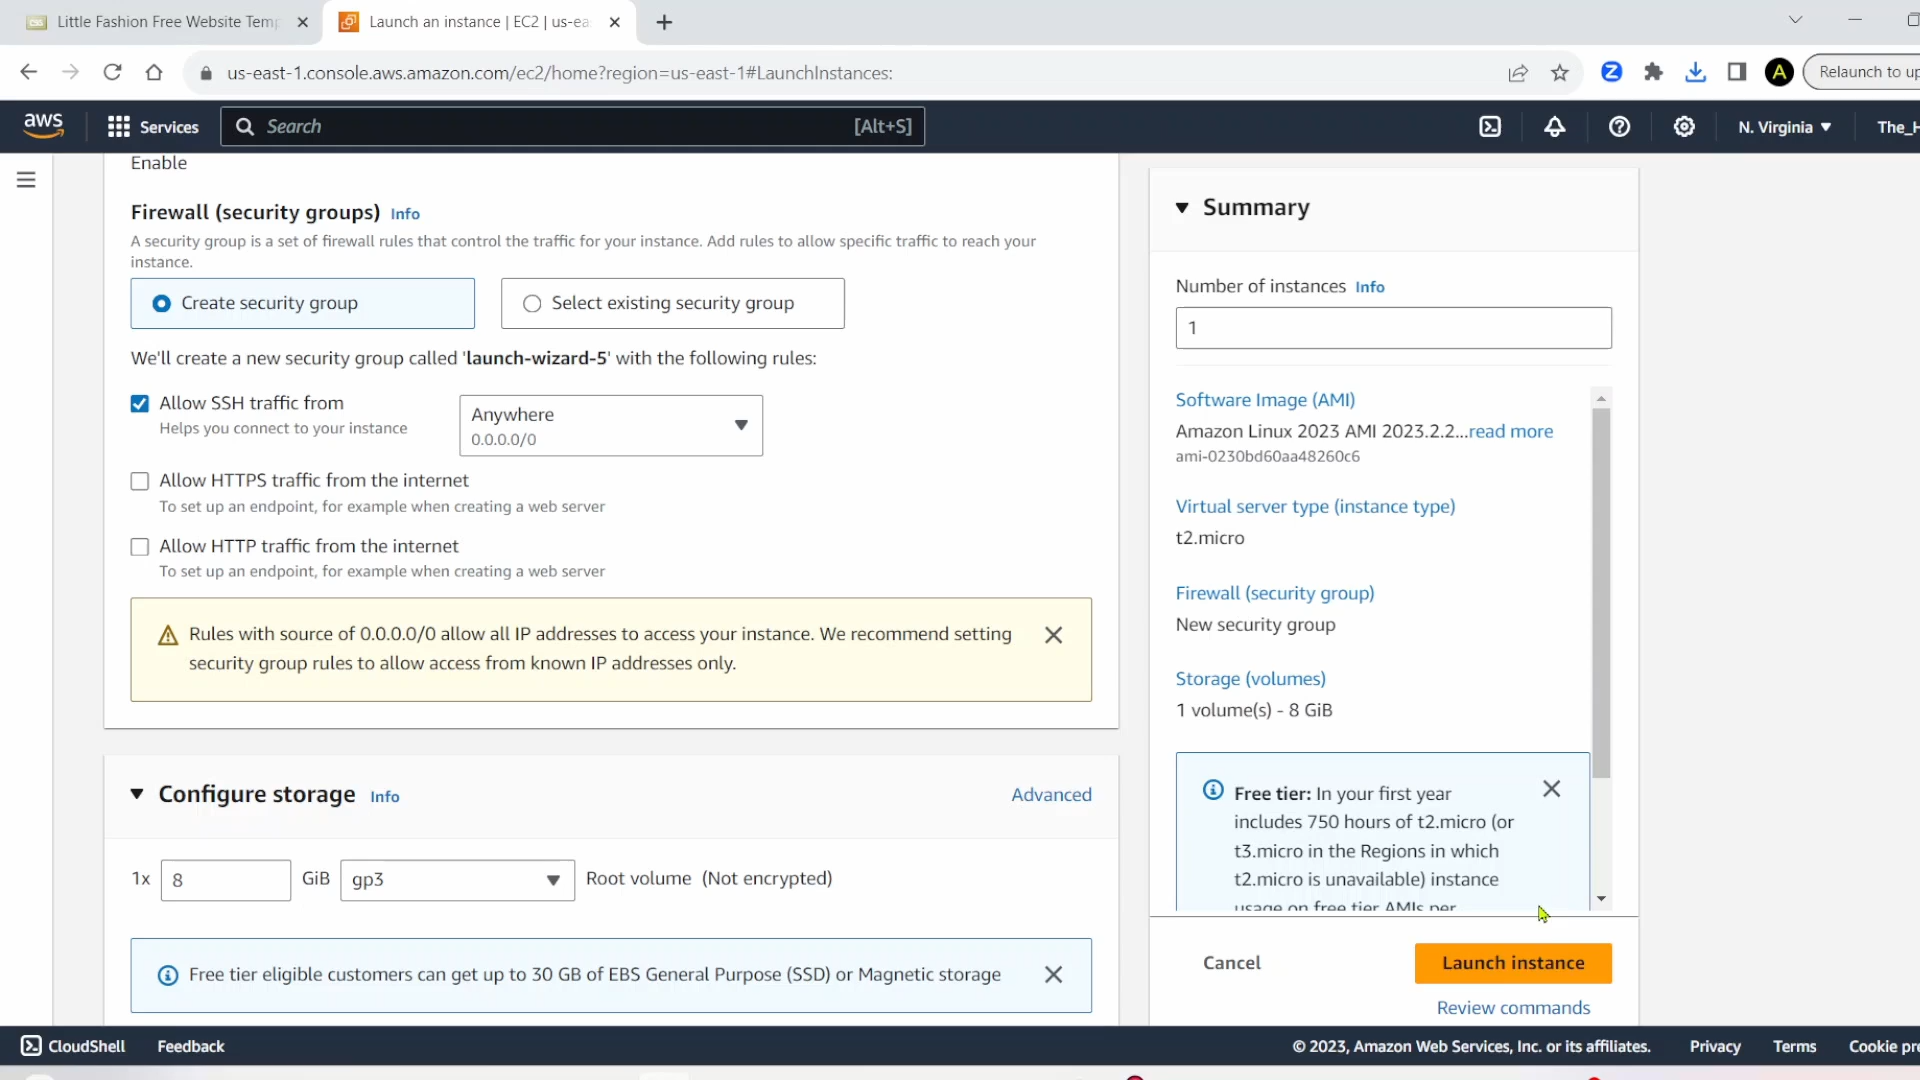 Little Fashion Free Website Temp
Launch an instance | EC2 | us-ea
us-east-1.console.aws.amazon.com/ec2/home?region=us-east-1#LaunchInstances:
Z
A
Relaunch to up
aws
Services
Search
[Alt+S]
N. Virginia
The_H
Enable
Firewall (security groups) Info
A security group is a set of firewall rules that control the traffic for your instance. Add rules to allow specific traffic to reach your
instance.
Create security group
Select existing security group
We'll create a new security group called 'launch-wizard-5' with the following rules:
Allow SSH traffic from
Helps you connect to your instance
Anywhere
0.0.0.0/0
Allow HTTPS traffic from the internet
To set up an endpoint, for example when creating a web server
Allow HTTP traffic from the internet
To set up an endpoint, for example when creating a web server
Rules with source of 0.0.0.0/0 allow all IP addresses to access your instance. We recommend setting
security group rules to allow access from known IP addresses only.
Configure storage Info
Advanced
1x 8 GiB gp3 Root volume (Not encrypted)
Free tier eligible customers can get up to 30 GB of EBS General Purpose (SSD) or Magnetic storage
Summary
Number of instances Info
1
Software Image (AMI)
Amazon Linux 2023 AMI 2023.2.2...read more
ami-0230bd60aa48260c6
Virtual server type (instance type)
t2.micro
Firewall (security group)
New security group
Storage (volumes)
1 volume(s) - 8 GiB
Free tier: In your first year
includes 750 hours of t2.micro (or
t3.micro in the Regions in which
t2.micro is unavailable) instance
usage on free tier AMIs per
Cancel
Launch instance
Review commands
CloudShell
Feedback
© 2023, Amazon Web Services, Inc. or its affiliates.
Privacy
Terms
Cookie pre